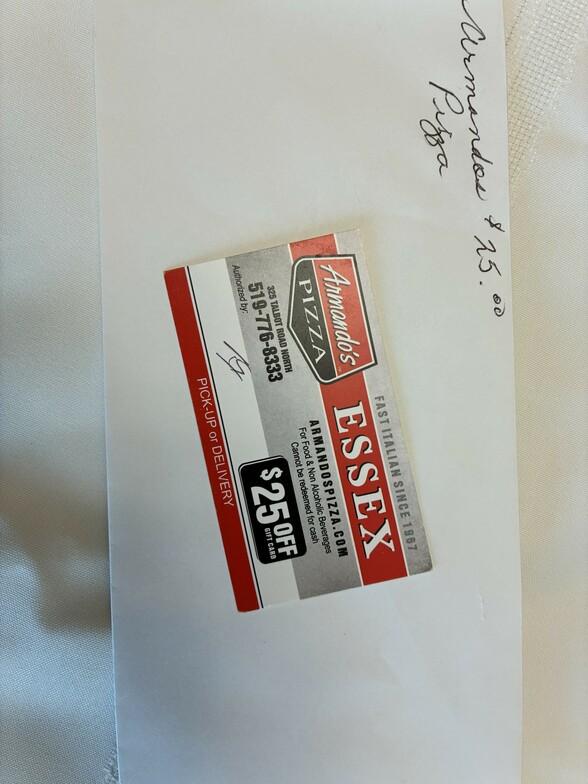 Armandos $25.00
Pizza
Armando's
PIZZA
FAST ITALIAN SINCE 1967
ESSEX
ARMANDOSPIZZA.COM
For Food & Non Alcoholic Beverages
Cannot be redeemed for cash
325 TALBOT ROAD NORTH
519-776-8333
Authorized by:
$25 OFF
GIFT CARD
PICK-UP or DELIVERY